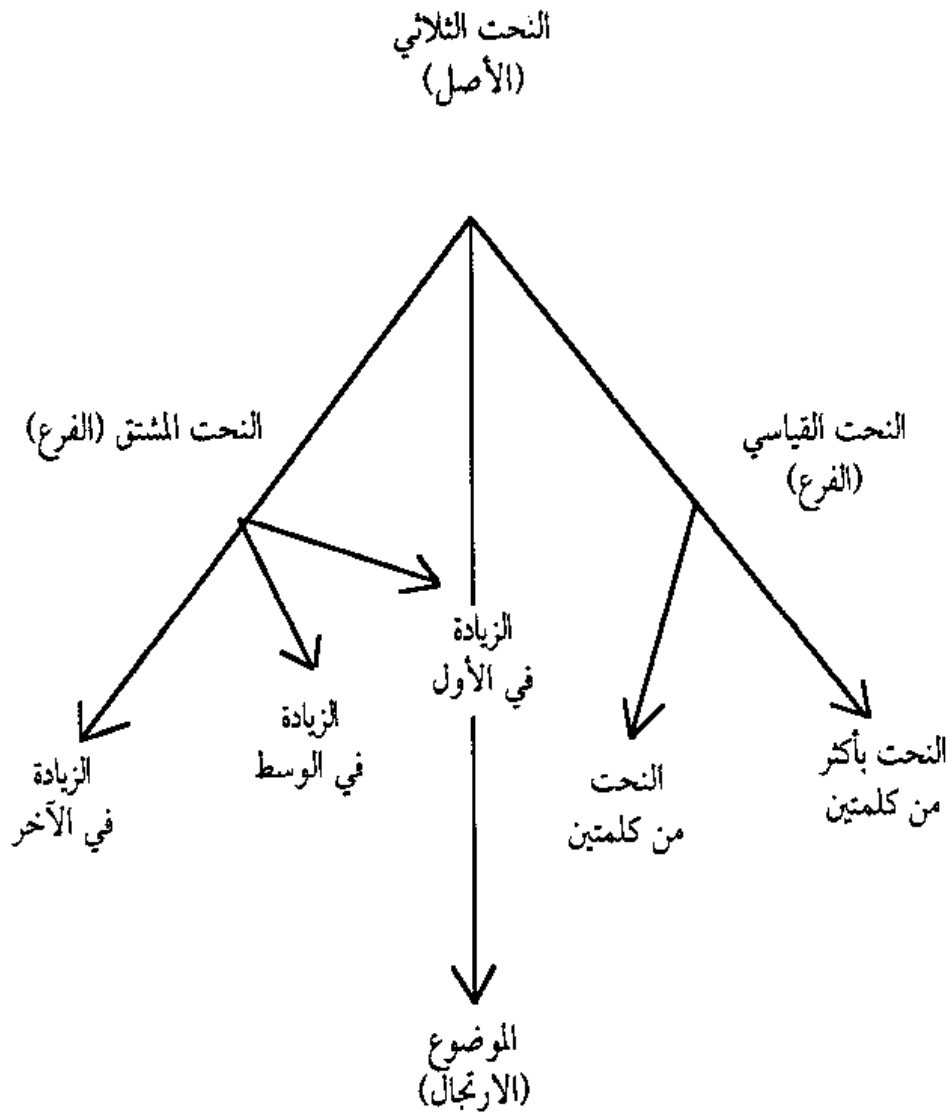 النحت الثلاثي
(الأصل)
النحت القياسي
(الفرع)
النحت المشتق (الفرع)
النحت بأكثر
من كلمتين
النحت
من كلمتين
الزيادة
في الأول
الزيادة
في الوسط
الزيادة
في الآخر
الموضوع
(الارتجال)